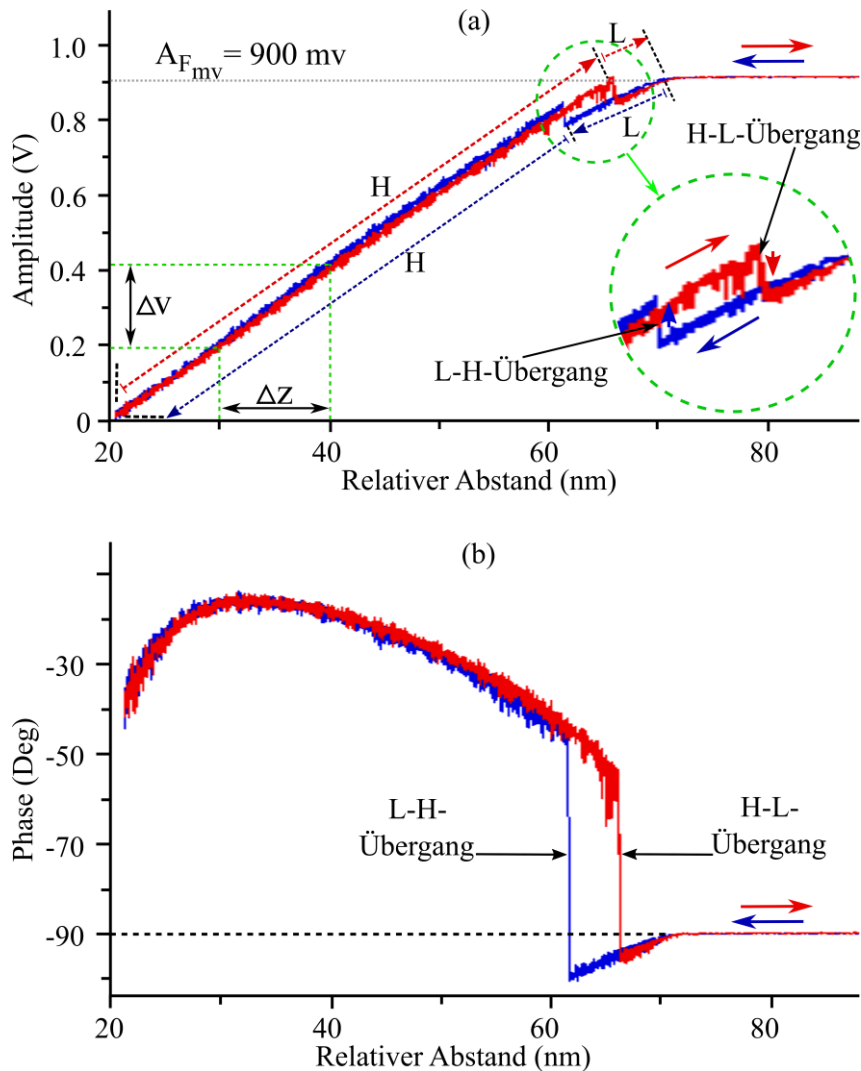 (a)
A_Fmv = 900 mv
L
1.0
0.8
0.6
0.4
0.2
0
Amplitude (V)
H
H
L
ΔV
ΔZ
H-L-Übergang
L-H-Übergang
20
40
60
80
Relativer Abstand (nm)
(b)
-30
-50
-70
-90
Phase (Deg)
L-H-
Übergang
H-L-
Übergang
20
40
60
80
Relativer Abstand (nm)